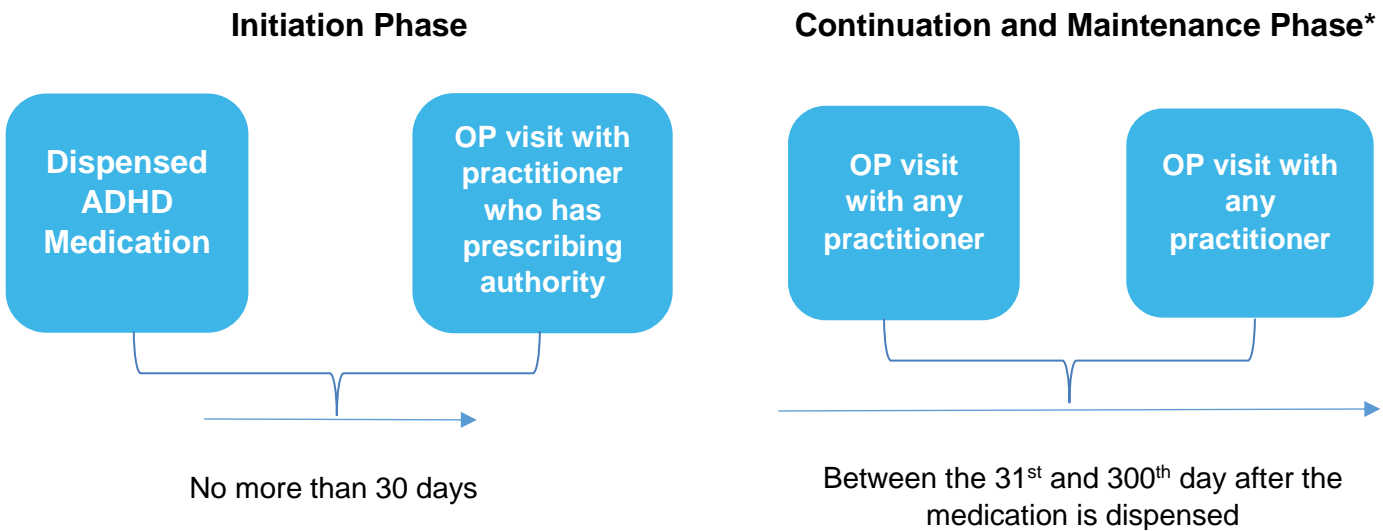 Initiation Phase
Continuation and Maintenance Phase*
Dispensed
ADHD
Medication
OP visit with
practitioner
who has
prescribing
authority
OP visit
with any
practitioner
OP visit with
any
practitioner
No more than 30 days
Between the 31st and 300th day after the
medication is dispensed